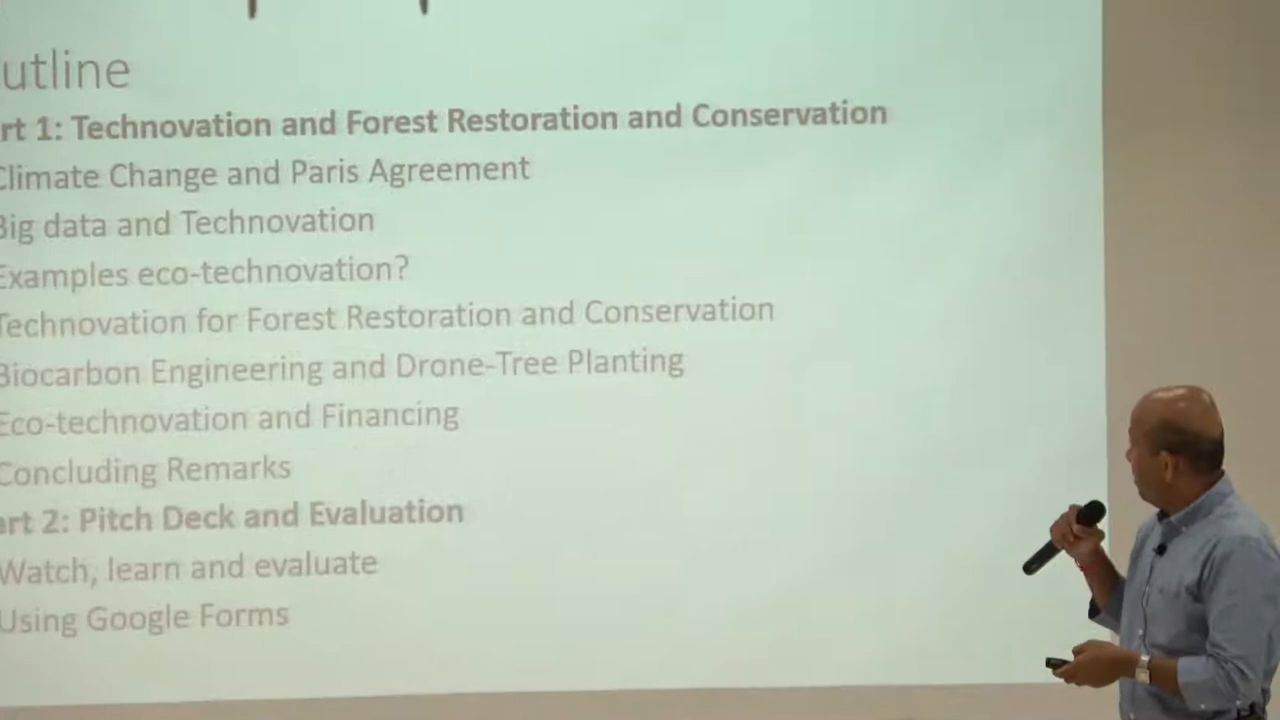 utline
rt 1: Technovation and Forest Restoration and Conservation
Climate Change and Paris Agreement
Big data and Technovation
Examples eco-technovation?
Technovation for Forest Restoration and Conservation
Biocarbon Engineering and Drone-Tree Planting
Eco-technovation and Financing
Concluding Remarks
art 2: Pitch Deck and Evaluation
Watch, learn and evaluate
Using Google Forms